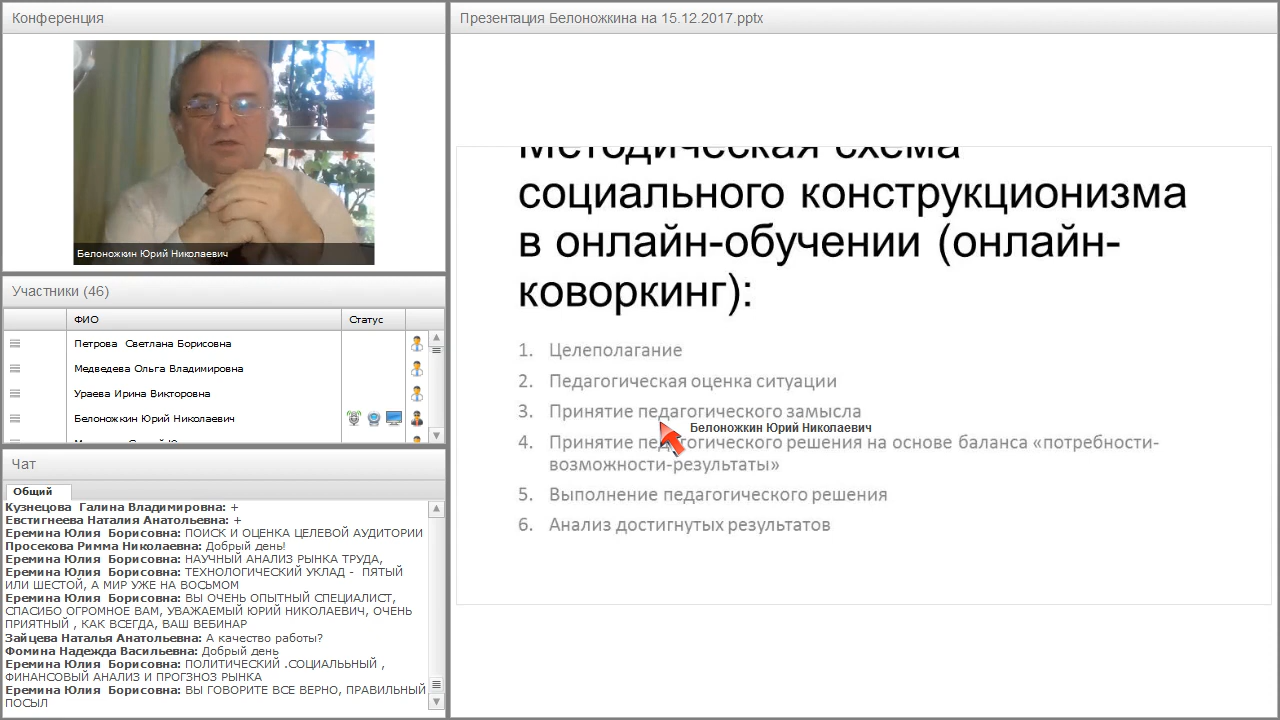 Конференция
Белоножкин Юрий Николаевич
Участники (46)
ФИО
Статус
Петрова Светлана Борисовна
Медведева Ольга Владимировна
Ураева Ирина Викторовна
Белоножкин Юрий Николаевич
Чат
Общий
Кузнецова Галина Владимировна: +
Евстигнеева Наталия Анатольевна: +
Еремина Юлия Борисовна: ПОИСК И ОЦЕНКА ЦЕЛЕВОЙ АУДИТОРИИ
Просекова Римма Николаевна: Добрый день!
Еремина Юлия Борисовна: НАУЧНЫЙ АНАЛИЗ РЫНКА ТРУДА,
Еремина Юлия Борисовна: ТЕХНОЛОГИЧЕСКИЙ УКЛАД - ПЯТЫЙ
ИЛИ ШЕСТОЙ, А МИР УЖЕ НА ВОСЬМОМ
Еремина Юлия Борисовна: ВЫ ОЧЕНЬ ОПЫТНЫЙ СПЕЦИАЛИСТ,
СПАСИБО ОГРОМНОЕ ВАМ, УВАЖАЕМЫЙ ЮРИЙ НИКОЛАЕВИЧ, ОЧЕНЬ
ПРИЯТНЫЙ , КАК ВСЕГДА, ВАШ ВЕБИНАР
Зайцева Наталья Анатольевна: А качество работы?
Фомина Надежда Васильевна: Добрый день
Еремина Юлия Борисовна: ПОЛИТИЧЕСКИЙ .СОЦИАЛЬНЫЙ ,
ФИНАНСОВЫЙ АНАЛИЗ И ПРОГЗНОЗ РЫНКА
Еремина Юлия Борисовна: ВЫ ГОВОРИТЕ ВСЕ ВЕРНО, ПРАВИЛЬНЫЙ
ПОСЫЛ
Презентация Белоножкина на 15.12.2017.pptx
Методическая схема
социального конструкционизма
в онлайн-обучении (онлайн-
коворкинг):
1. Целеполагание
2. Педагогическая оценка ситуации
3. Принятие педагогического замысла
Белоножкин Юрий Николаевич
4. Принятие педагогического решения на основе баланса «потребности-
возможности-результаты»
5. Выполнение педагогического решения
6. Анализ достигнутых результатов